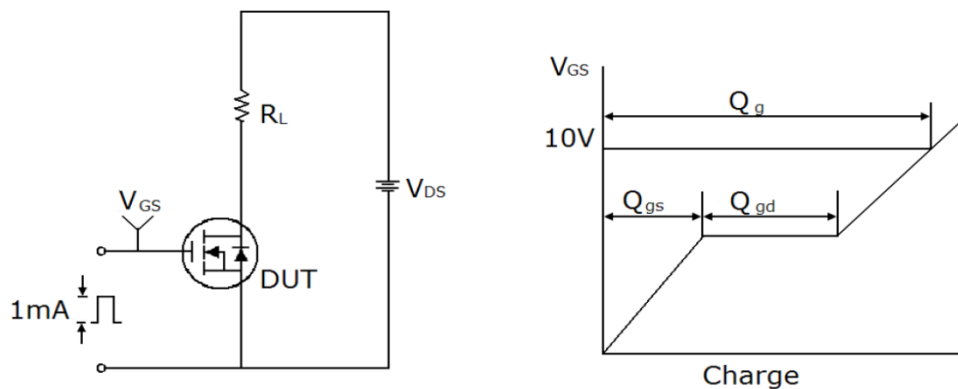 RL
VDS
VGS
DUT
1mA
VGS
Qg
10V
Qgs
Qgd
Charge